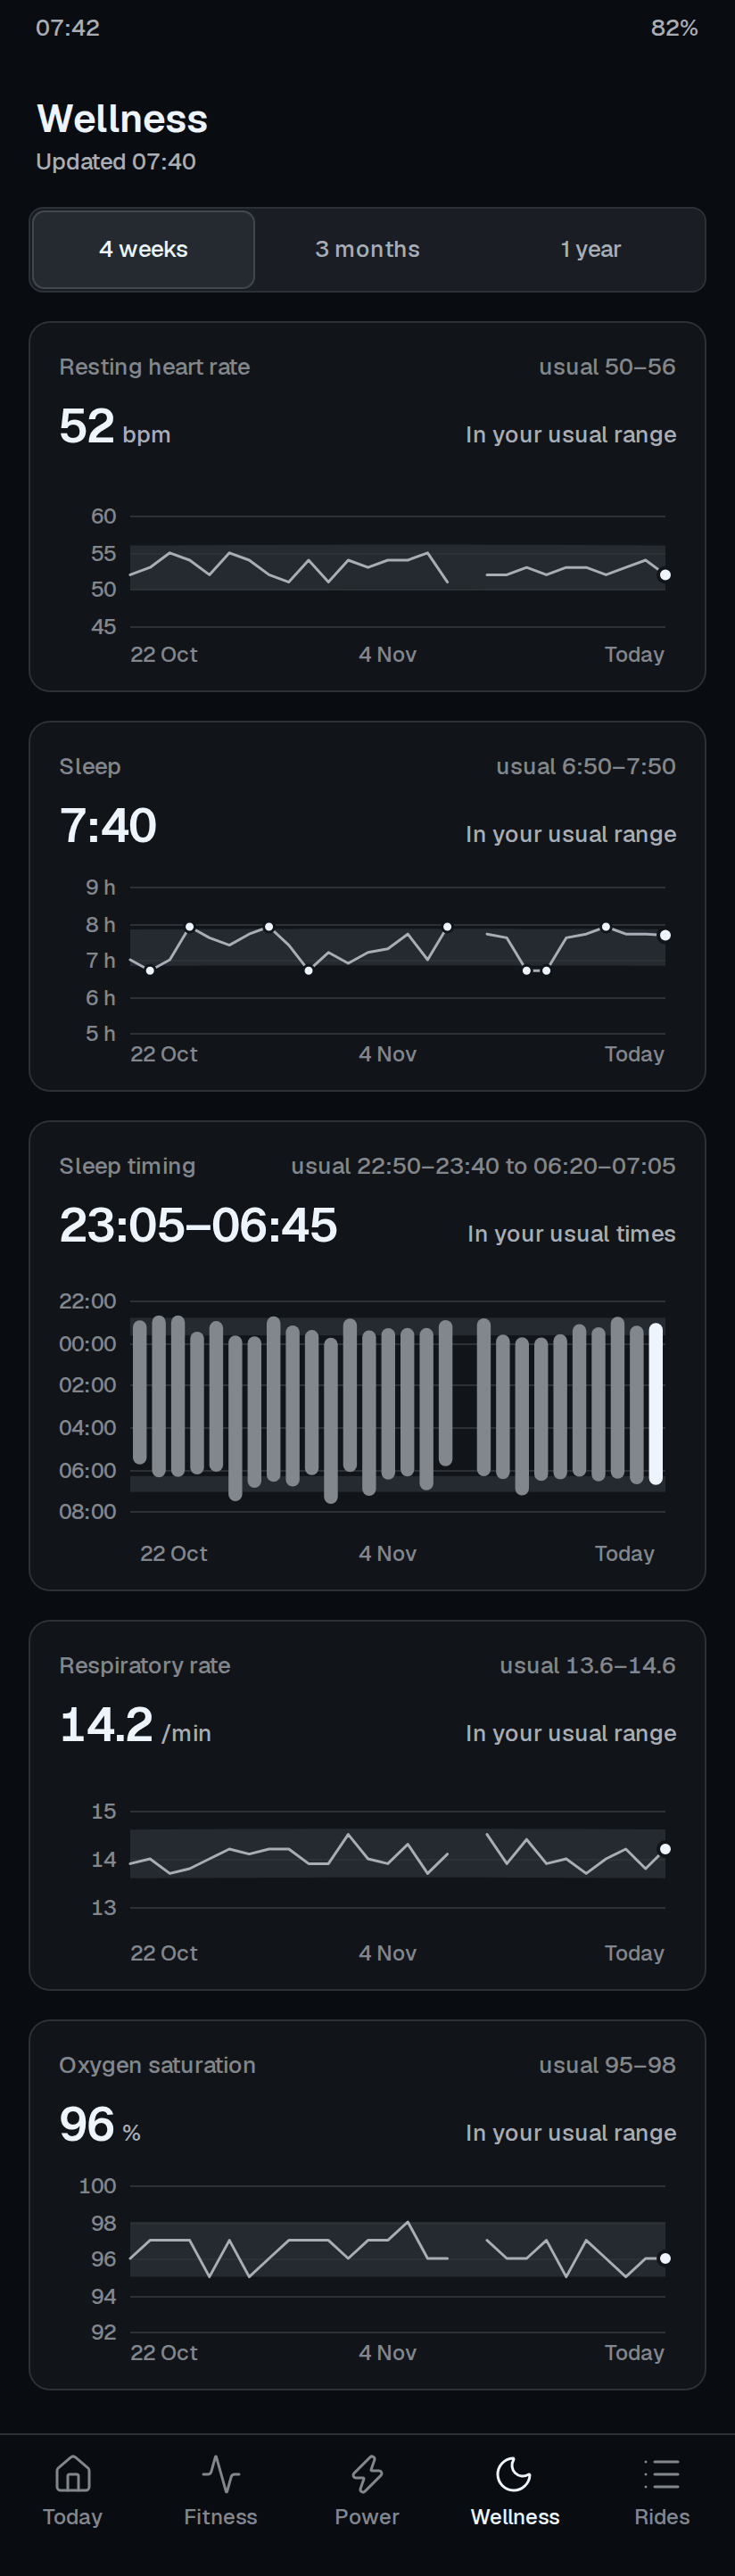 07:42 82%
Wellness
Updated 07:40
4 weeks 3 months 1 year
Resting heart rate usual 50–56
52 bpm In your usual range
60
55
50
45
22 Oct 4 Nov Today
Sleep usual 6:50–7:50
7:40 In your usual range
9 h
8 h
7 h
6 h
5 h
22 Oct 4 Nov Today
Sleep timing usual 22:50–23:40 to 06:20–07:05
23:05–06:45 In your usual times
22:00
00:00
02:00
04:00
06:00
08:00
22 Oct 4 Nov Today
Respiratory rate usual 13.6–14.6
14.2 /min In your usual range
15
14
13
22 Oct 4 Nov Today
Oxygen saturation usual 95–98
96 % In your usual range
100
98
96
94
92
22 Oct 4 Nov Today
Today Fitness Power Wellness Rides